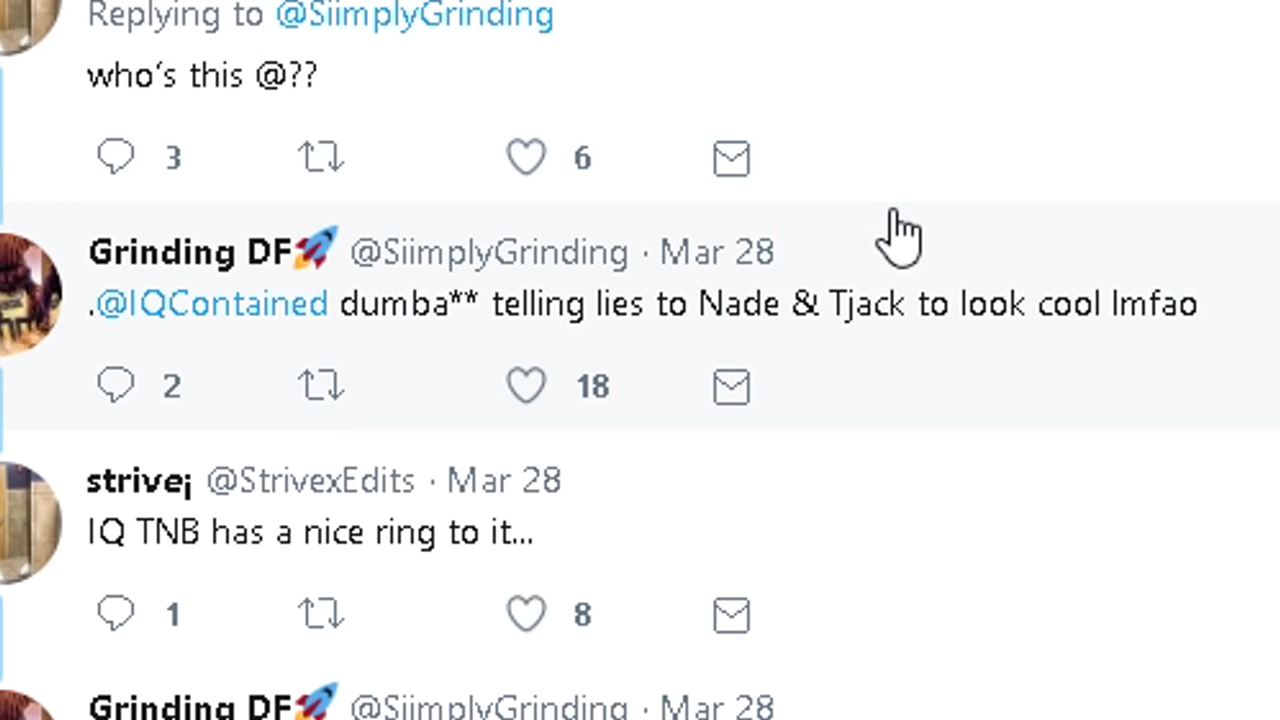 Replying to @SiimplyGrinding
who's this @??
3 6
Grinding DF🚀 @SiimplyGrinding · Mar 28
.@IQContained dumba** telling lies to Nade & Tjack to look cool lmfao
2 18
strive¡ @StrivexEdits · Mar 28
IQ TNB has a nice ring to it...
1 8
Grinding DF🚀 @SiimplyGrinding · Mar 28